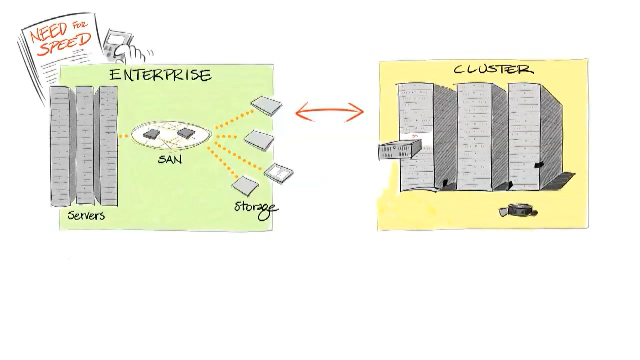 NEED FOR
SPEED
ENTERPRISE
CLUSTER
SAN
Servers
Storage